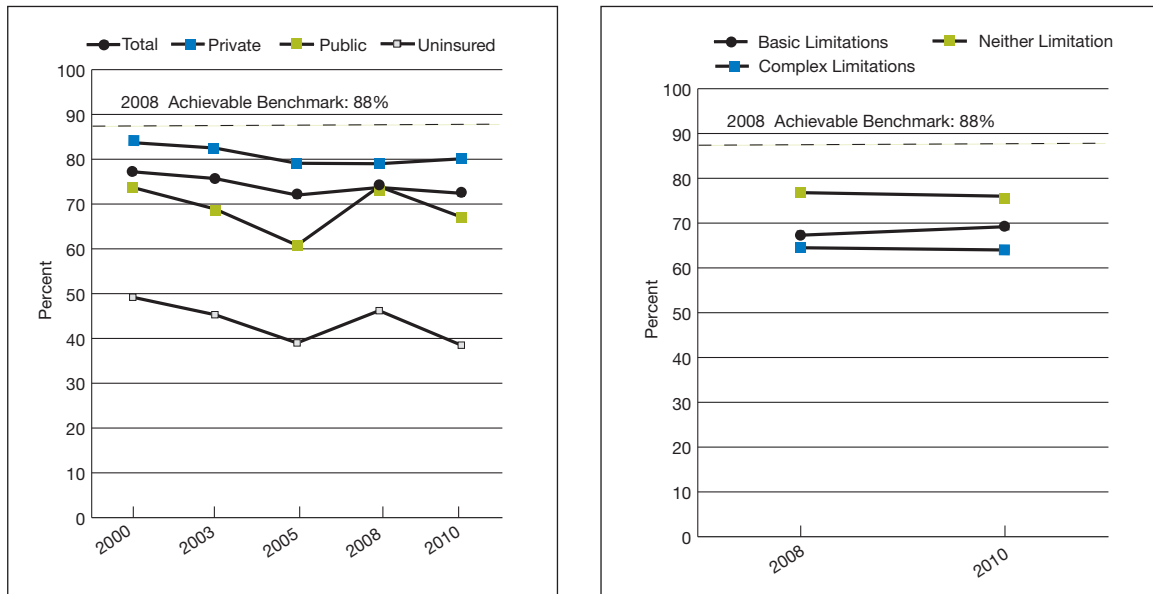 Total Private Public Uninsured
100
2008 Achievable Benchmark: 88%
90
80
70
60
50
40
30
20
10
0
Percent
2000 2003 2005 2008 2010
Basic Limitations Neither Limitation
Complex Limitations
100
2008 Achievable Benchmark: 88%
90
80
70
60
50
40
30
20
10
0
Percent
2008 2010